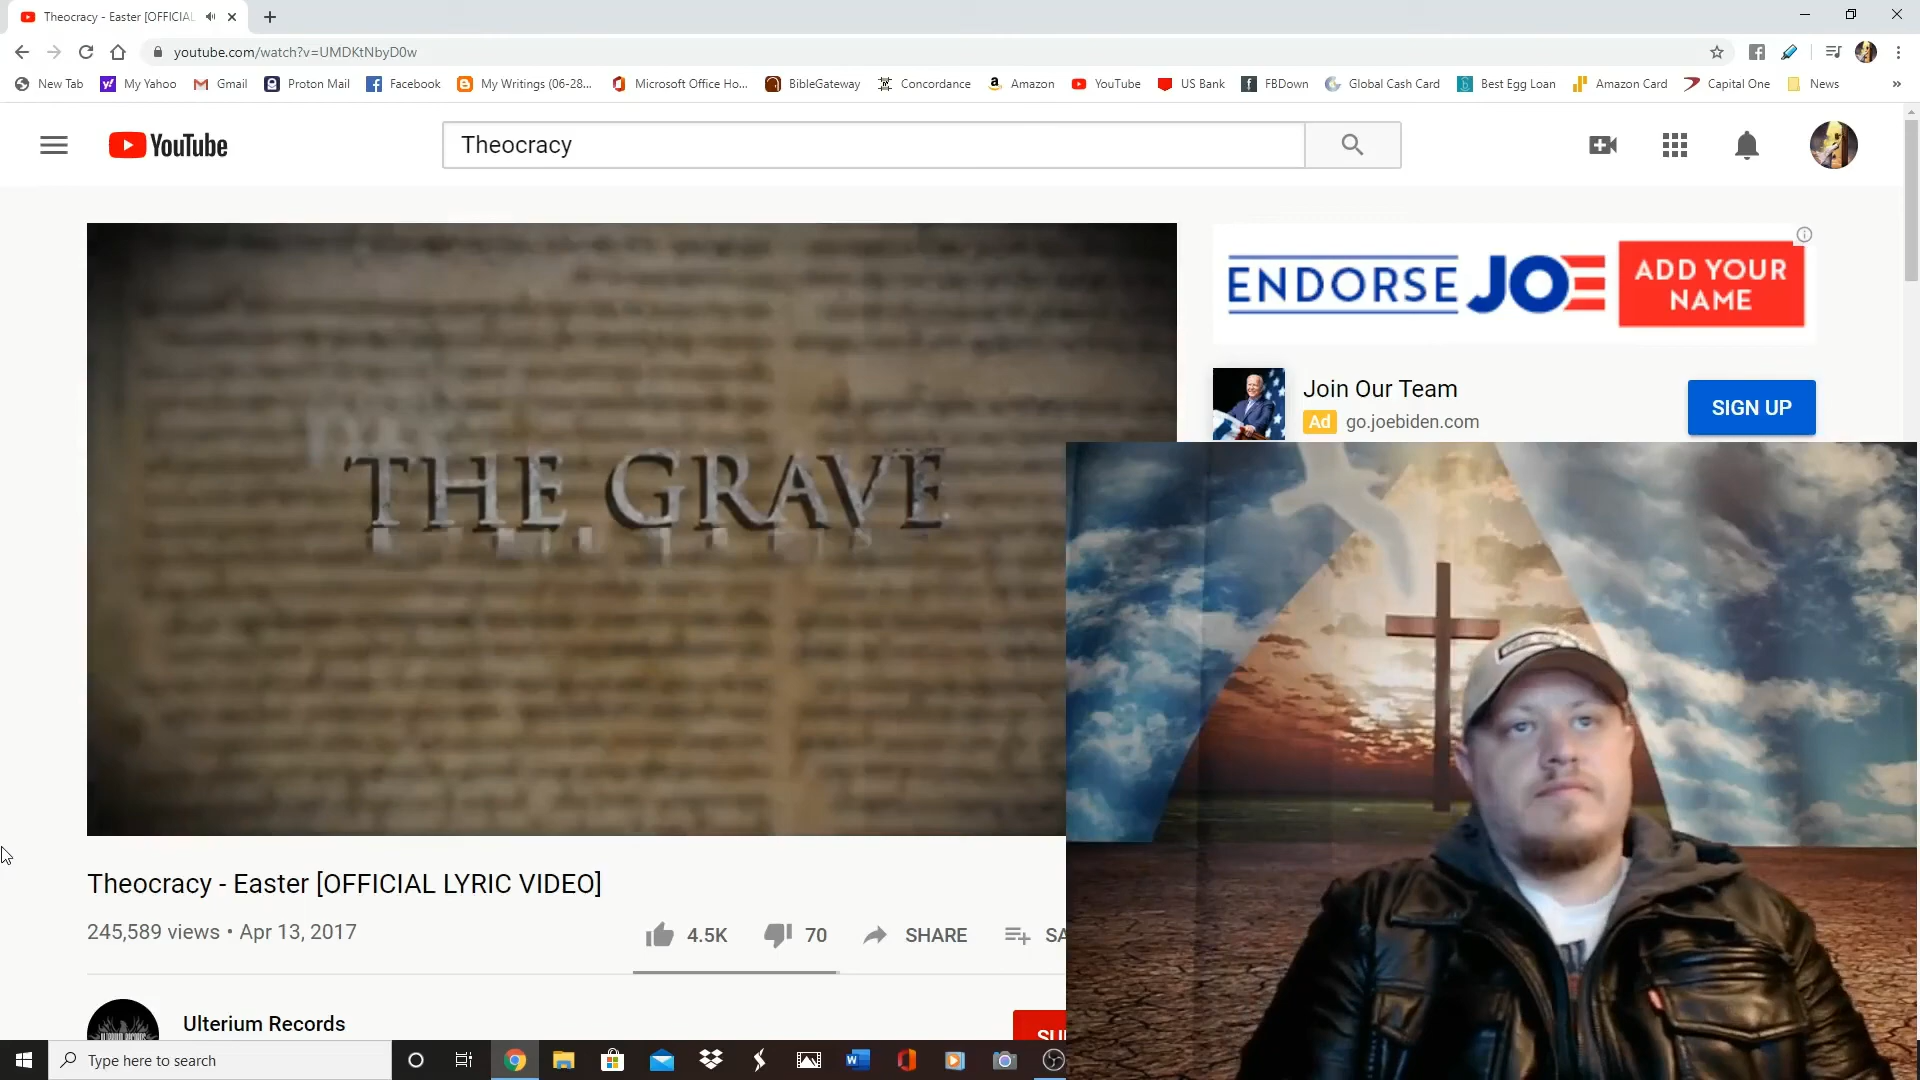 Theocracy - Easter [OFFICIAL
youtube.com/watch?v=UMDKtNbyD0w
New Tab
My Yahoo
Gmail
Proton Mail
Facebook
My Writings (06-28...
Microsoft Office Ho...
BibleGateway
Concordance
Amazon
YouTube
US Bank
FBDown
Global Cash Card
Best Egg Loan
Amazon Card
Capital One
News
»
YouTube
Theocracy
THE GRAVE
ENDORSE JOE
ADD YOUR
NAME
Join Our Team
Ad go.joebiden.com
SIGN UP
Theocracy - Easter [OFFICIAL LYRIC VIDEO]
245,589 views • Apr 13, 2017
4.5K
70
SHARE
SA
Ulterium Records
SU
Type here to search